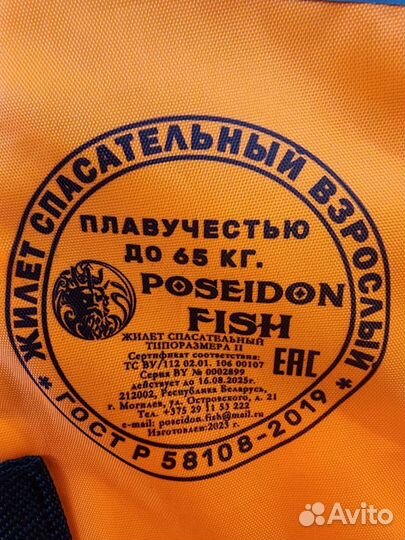 ЖИЛЕТ СПАСАТЕЛЬНЫЙ ВЗРОСЛЫЙ
ПЛАВУЧЕСТЬЮ
ДО 65 КГ.
POSEIDON
FISH
ЖИЛЕТ СПАСАТЕЛЬНЫЙ
ТИПОРАЗМЕРА II
Сертификат соответствия:
ТС BY/112 02.01. 106 00107
Серия BY № 0002899
действует до 16.08.2025г.
212002, Республика Беларусь,
г. Могилев, ул. Островского, д. 21
Тел. +375 29 11 53 222
e-mail: poseidon.fish@mail.ru
Изготовлен:2023 г.
EAC
* ГОСТ Р 58108-2019 *
Avito